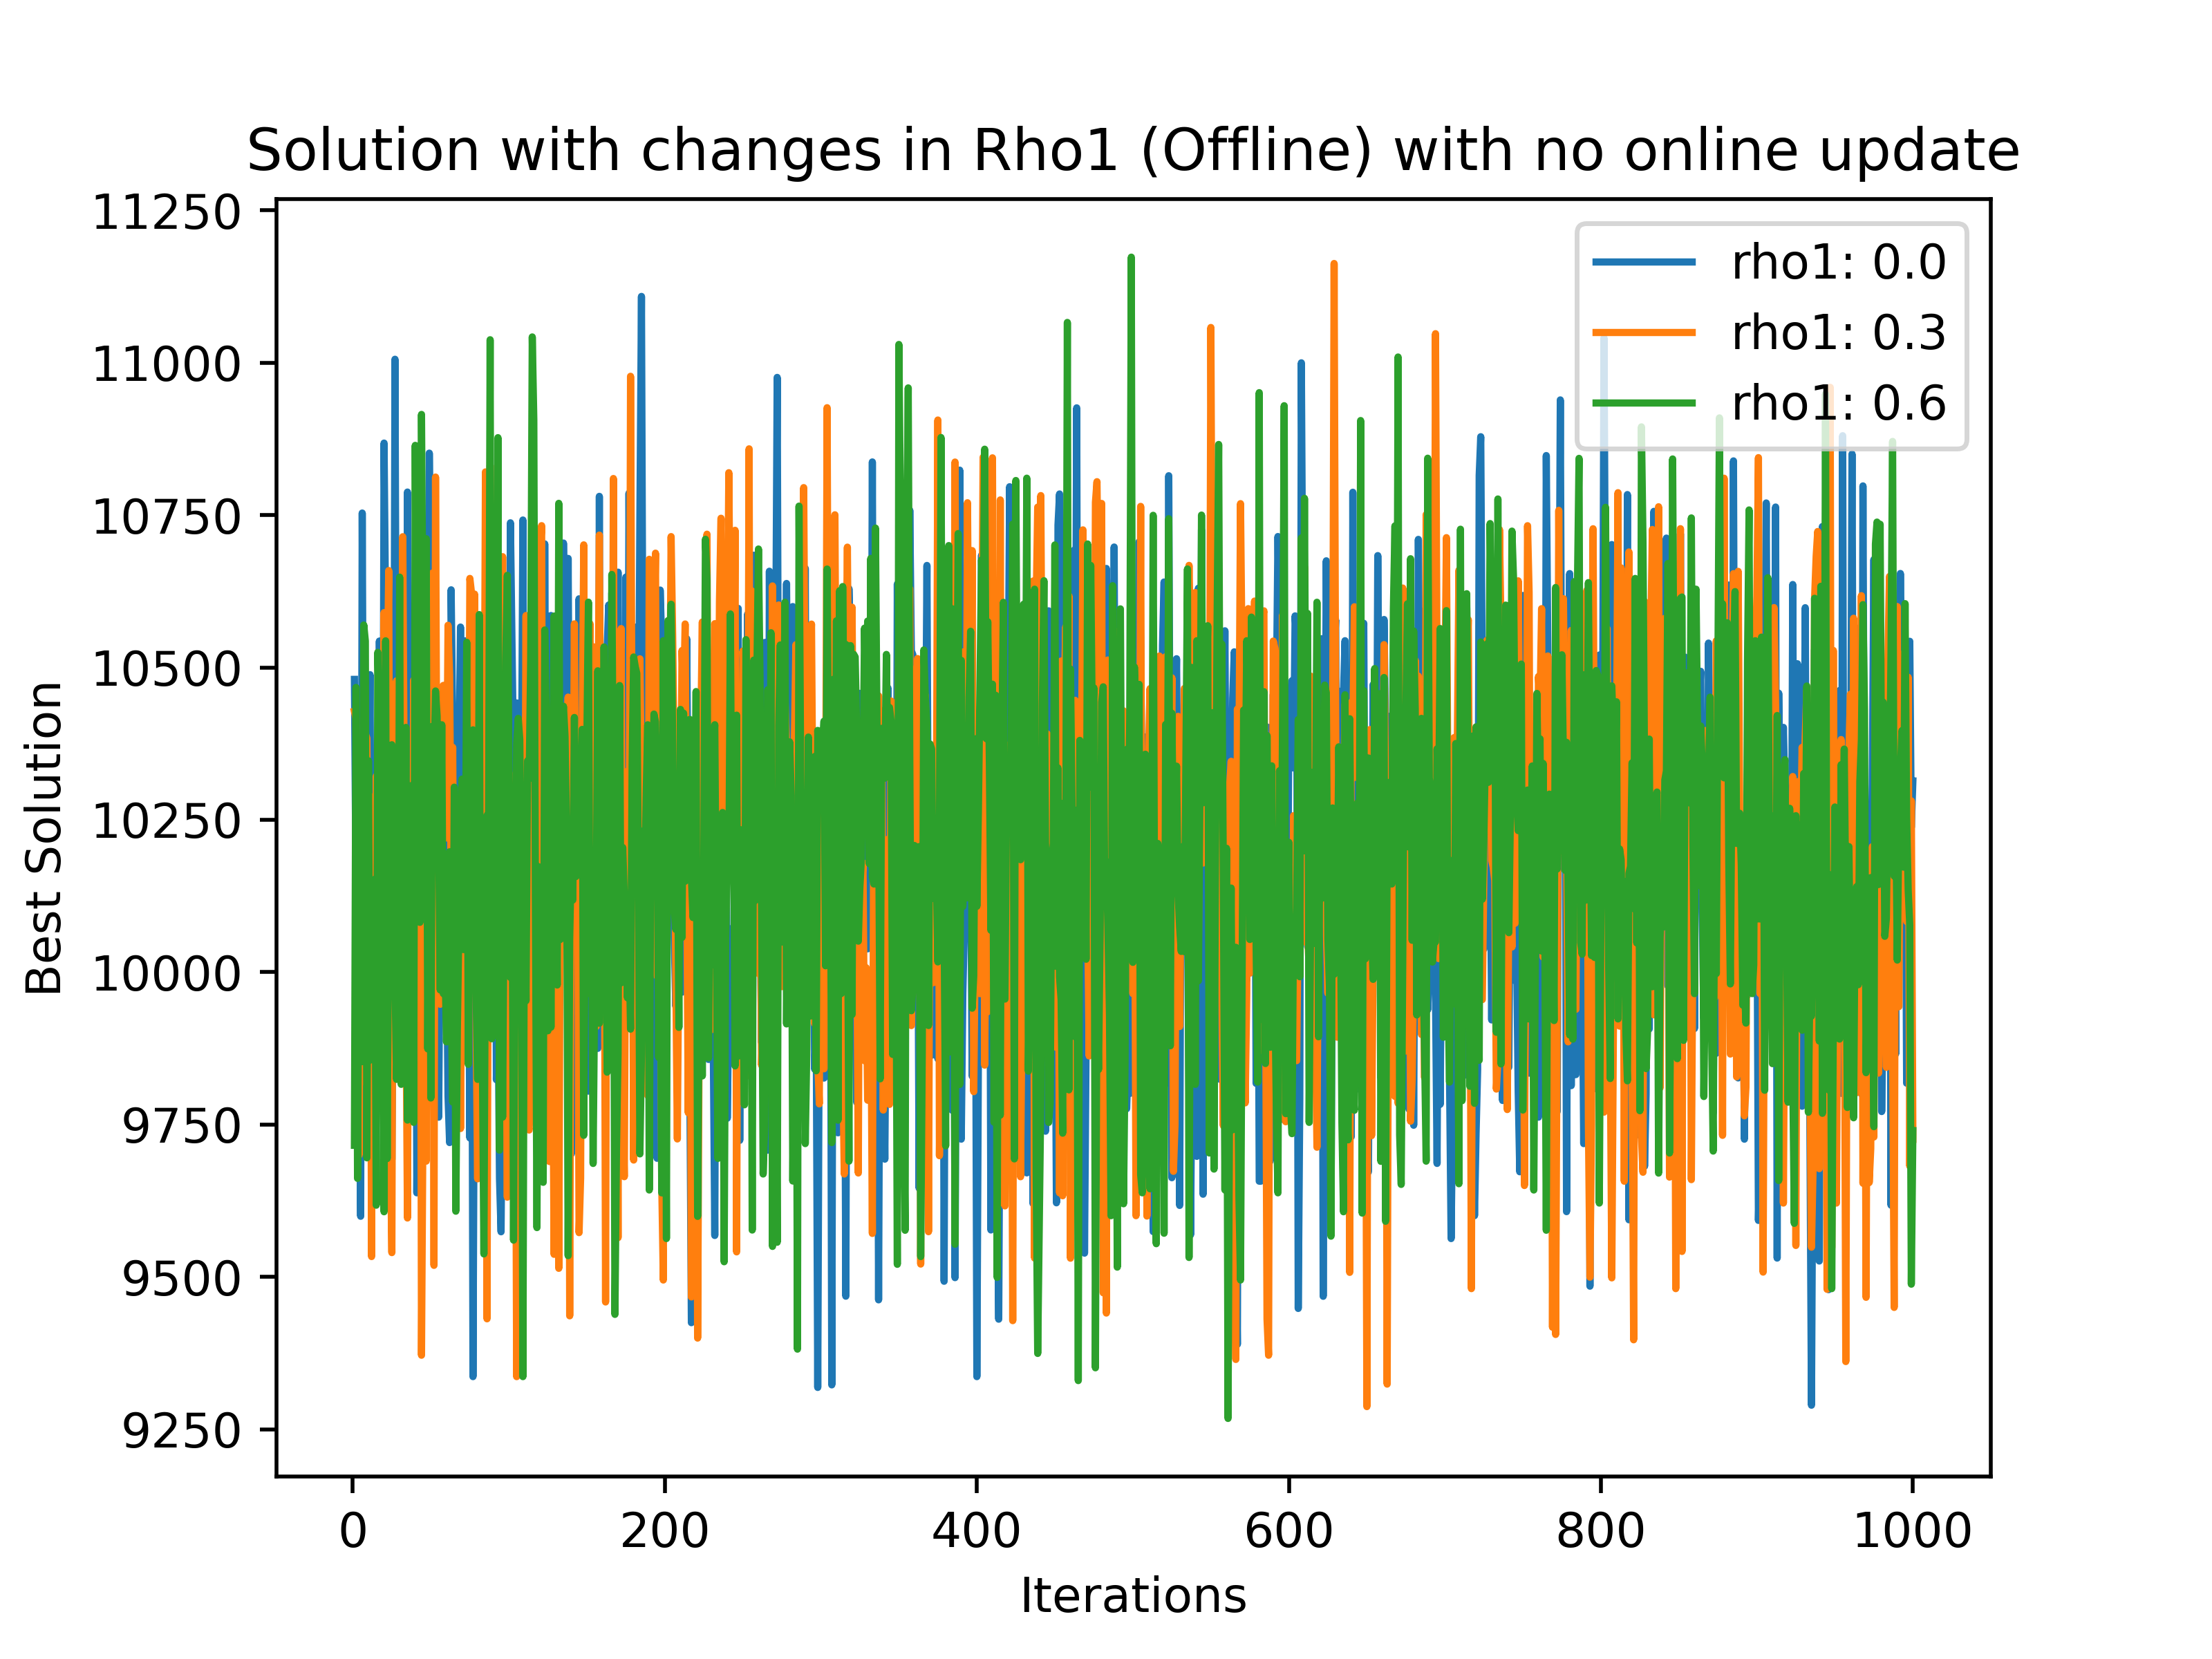 Solution with changes in Rho1 (Offline) with no online update
11250
11000
10750
10500
10250
10000
9750
9500
9250
Best Solution
rho1: 0.0
rho1: 0.3
rho1: 0.6
0 200 400 600 800 1000
Iterations